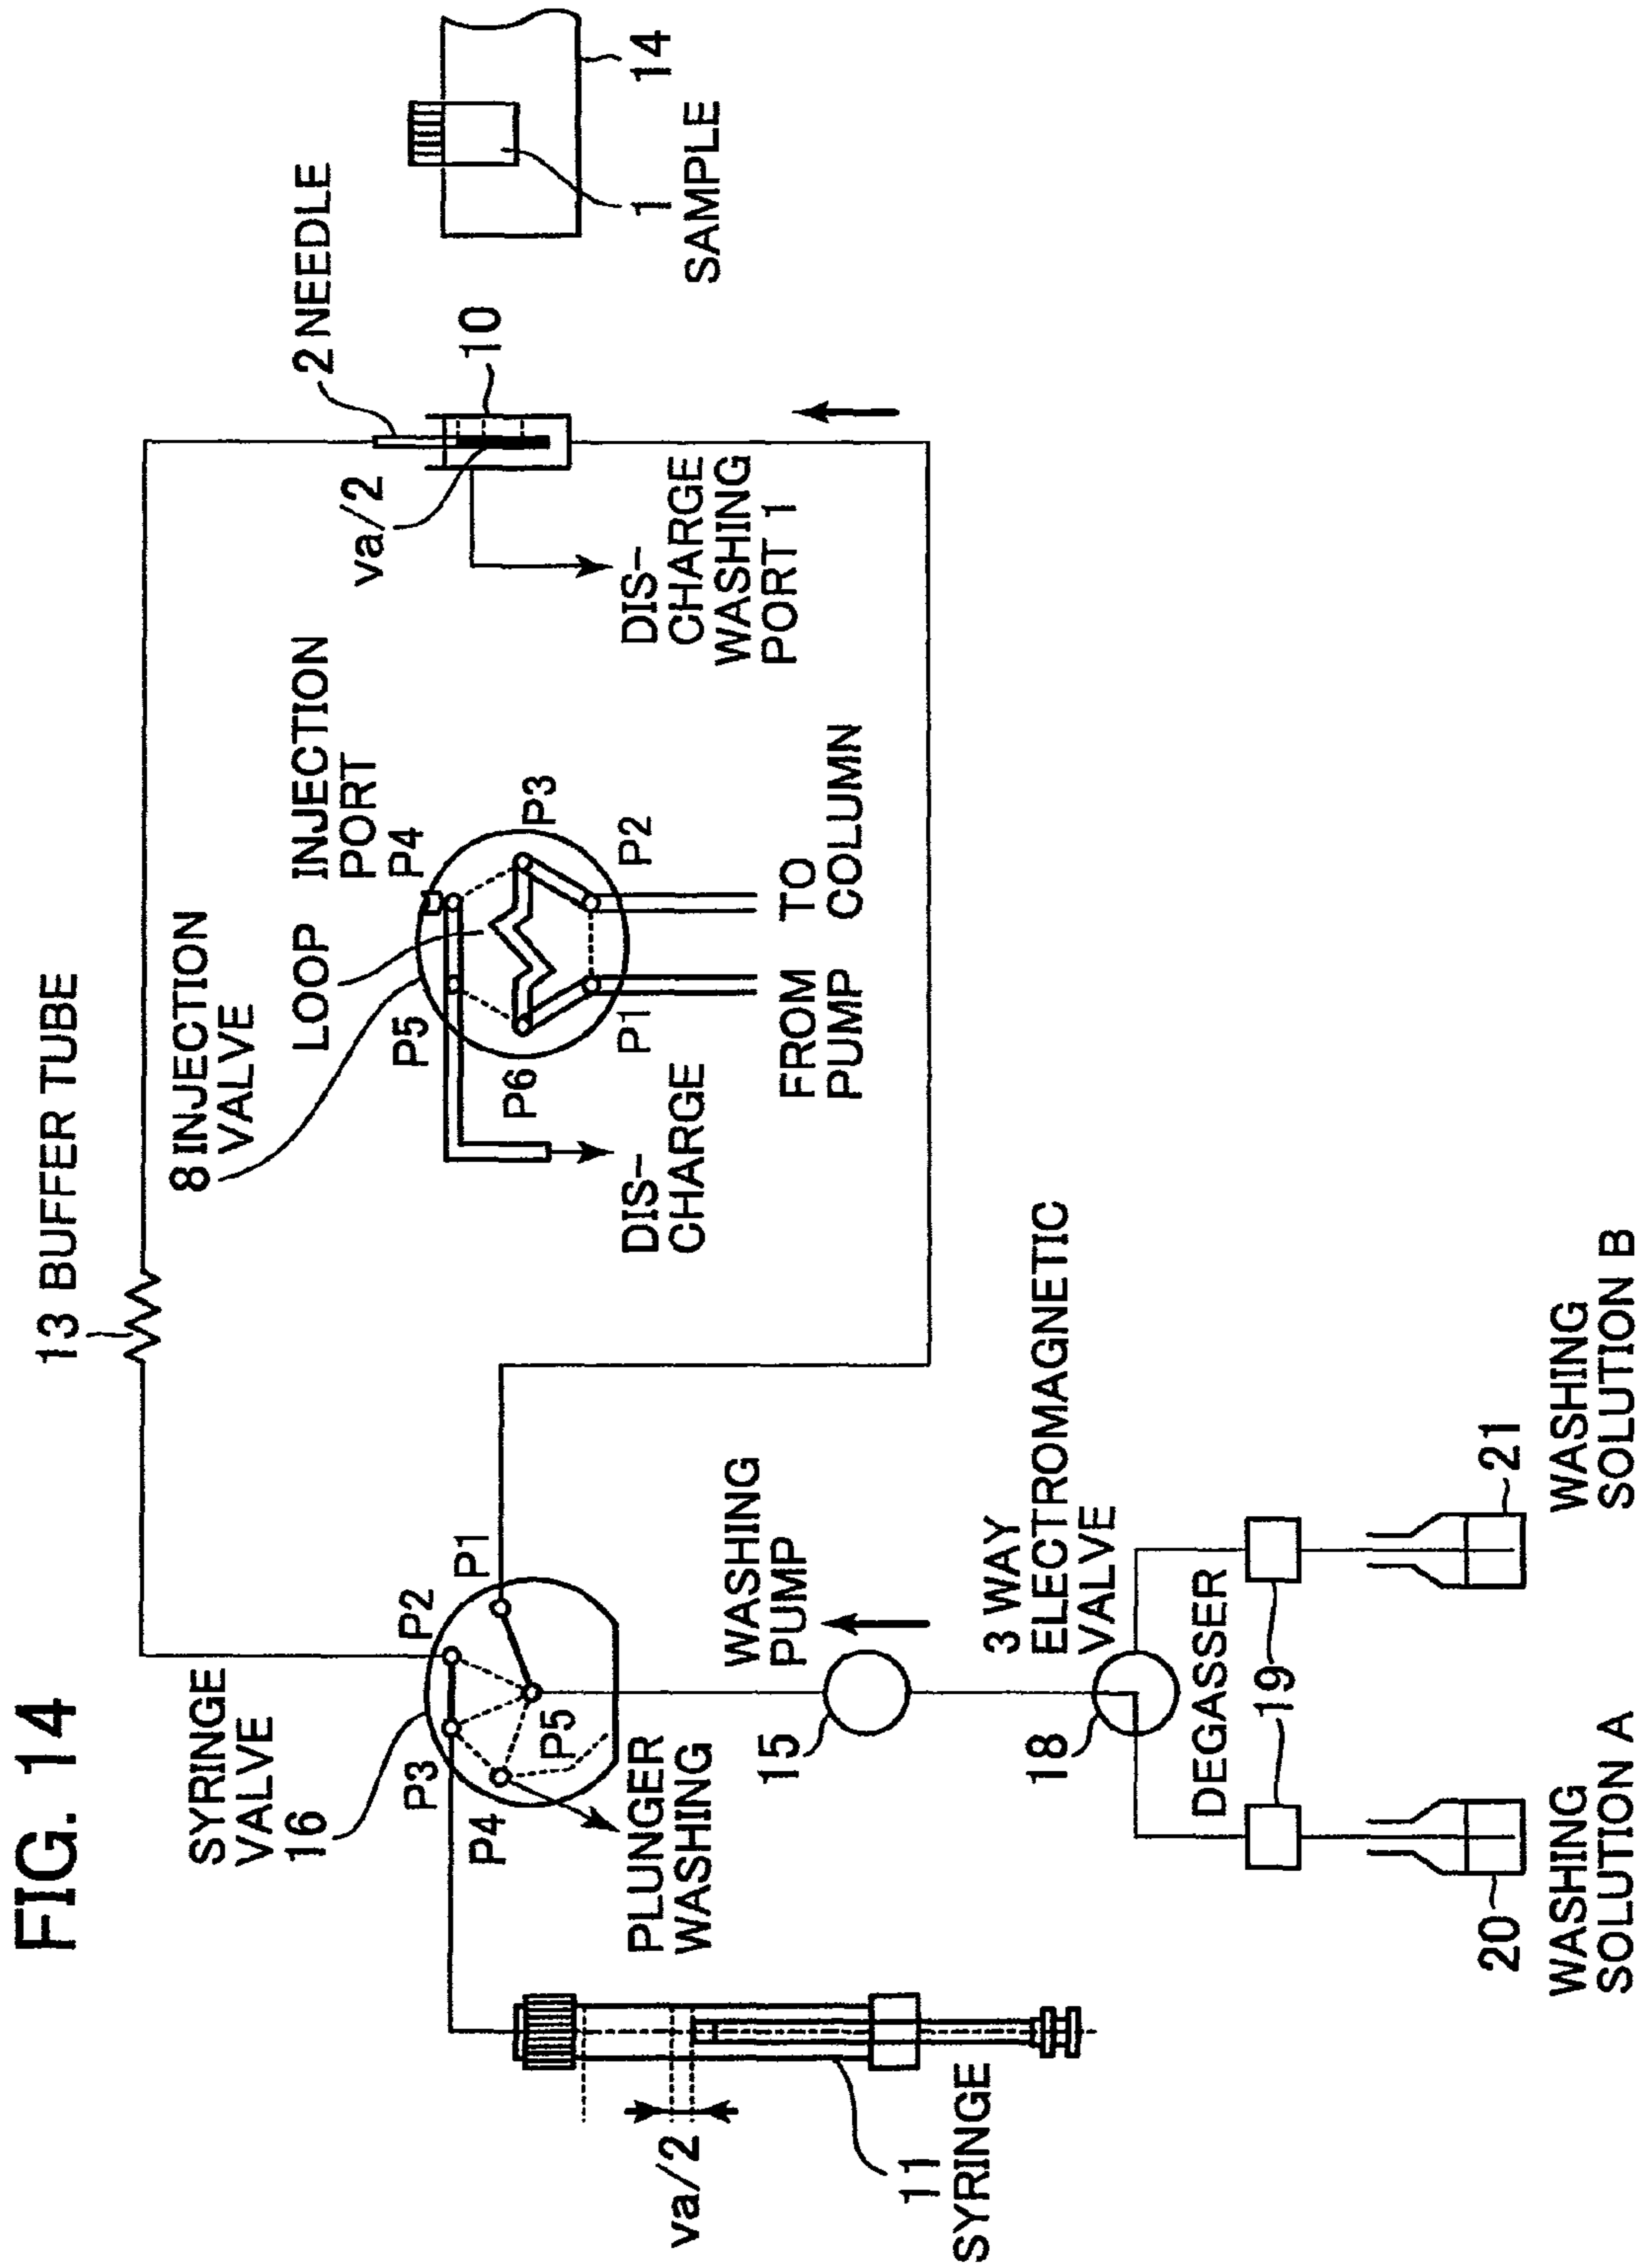 FIG. 14
13 BUFFER TUBE
SYRINGE
VALVE
16
P2
P1
P3
P4
P5
PLUNGER
WASHING
va/2
11
SYRINGE
8 INJECTION
VALVE
LOOP
INJECTION
PORT
P4
P5
P3
P6
P2
P1
DIS-
CHARGE
FROM
PUMP
TO
COLUMN
2 NEEDLE
va/2
10
DIS-
CHARGE
WASHING
PORT 1
14
1
SAMPLE
WASHING
PUMP
15
3 WAY
ELECTROMAGNETIC
VALVE
18
DEGASSER
19
20
WASHING
SOLUTION A
21
WASHING
SOLUTION B